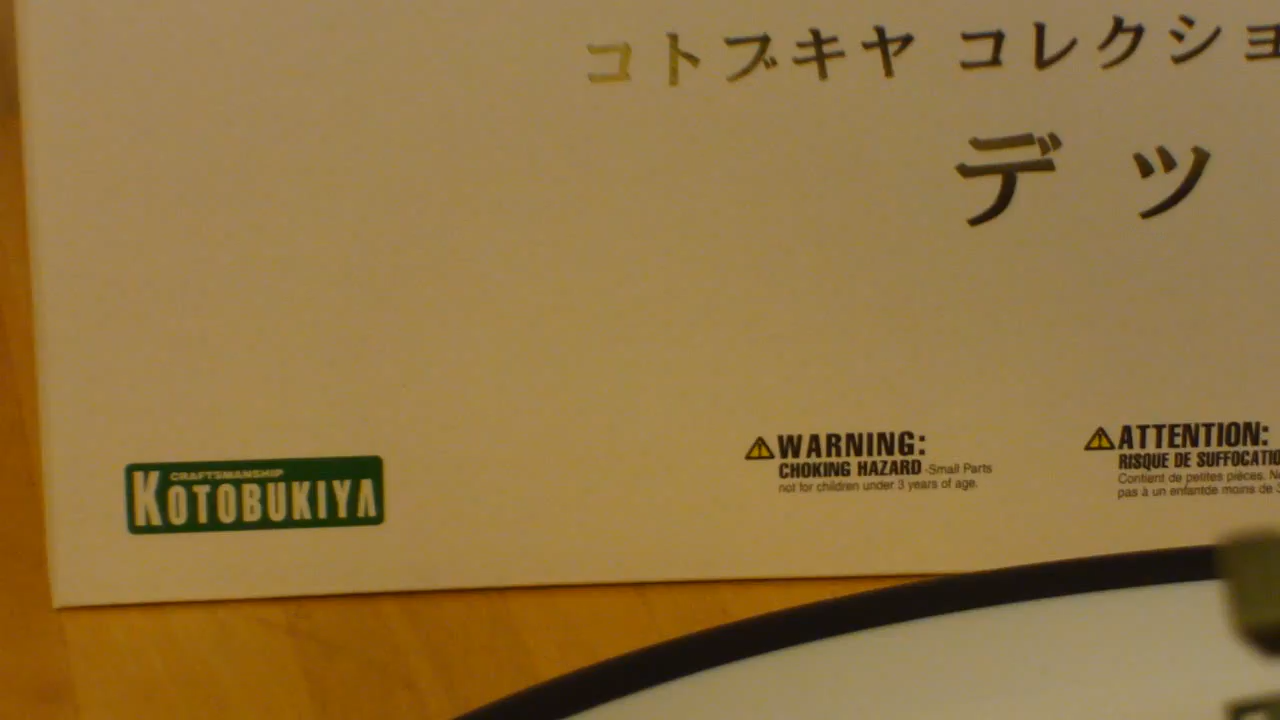 コトブキヤ コレクショ
デッ
CRAFTSMANSHIP
KOTOBUKIYA
WARNING:
CHOKING HAZARD -Small Parts
not for children under 3 years of age.
ATTENTION:
RISQUE DE SUFFOCATIO
Contient de petites pièces. N
pas à un enfantde moins de 3